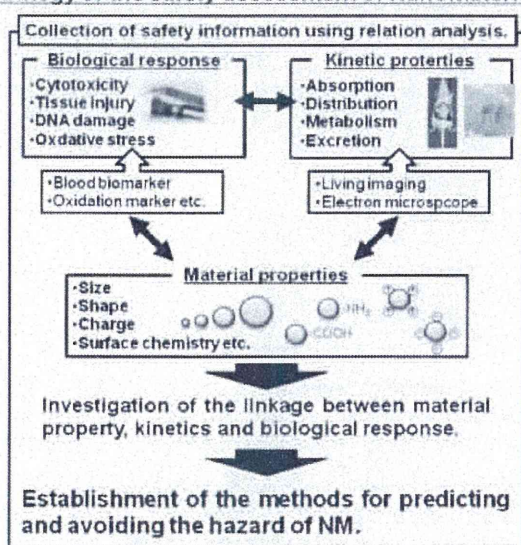 Collection of safety information using relation analysis.
Biological response
·Cytotoxicity
·Tissue injury
·DNA damage
·Oxdative stress
Kinetic proterties
·Absorption
·Distribution
·Metabolism
·Excretion
·Blood biomarker
·Oxidation marker etc.
·Living imaging
·Electron microspcope
Material properties
·Size
·Shape
·Charge
·Surface chemistry etc.
NH₂
COOH
Investigation of the linkage between material
property, kinetics and biological response.
Establishment of the methods for predicting
and avoiding the hazard of NM.